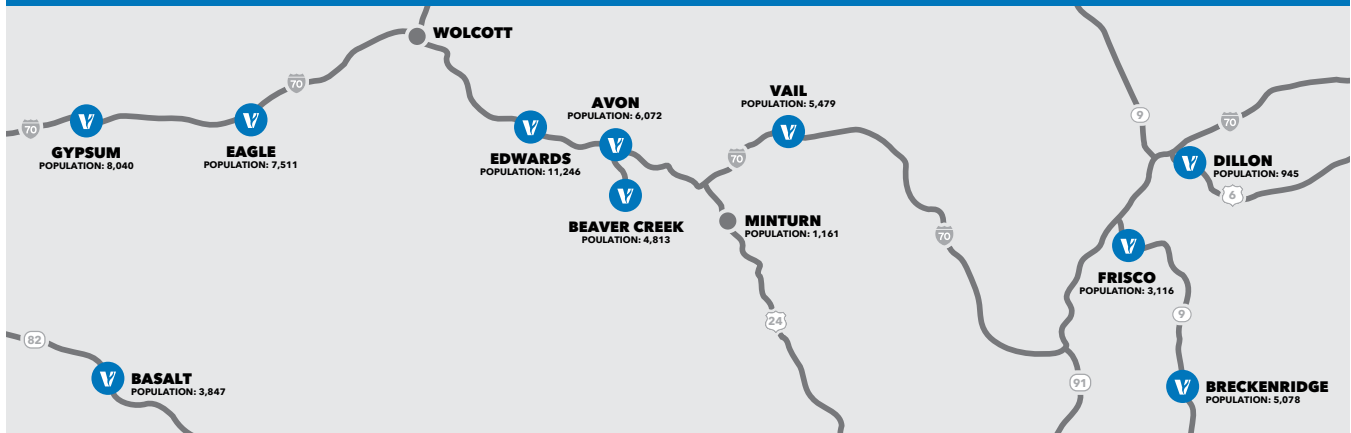 WOLCOTT
70
VAIL
POPULATION: 5,479
AVON
POPULATION: 6,072
9
70
70
GYPSUM
POPULATION: 8,040
EAGLE
POPULATION: 7,511
EDWARDS
POPULATION: 11,246
70
DILLON
POPULATION: 945
6
BEAVER CREEK
POULATION: 4,813
MINTURN
POPULATION: 1,161
70
FRISCO
POPULATION: 3,116
24
9
82
BASALT
POPULATION: 3,847
91
BRECKENRIDGE
POPULATION: 5,078